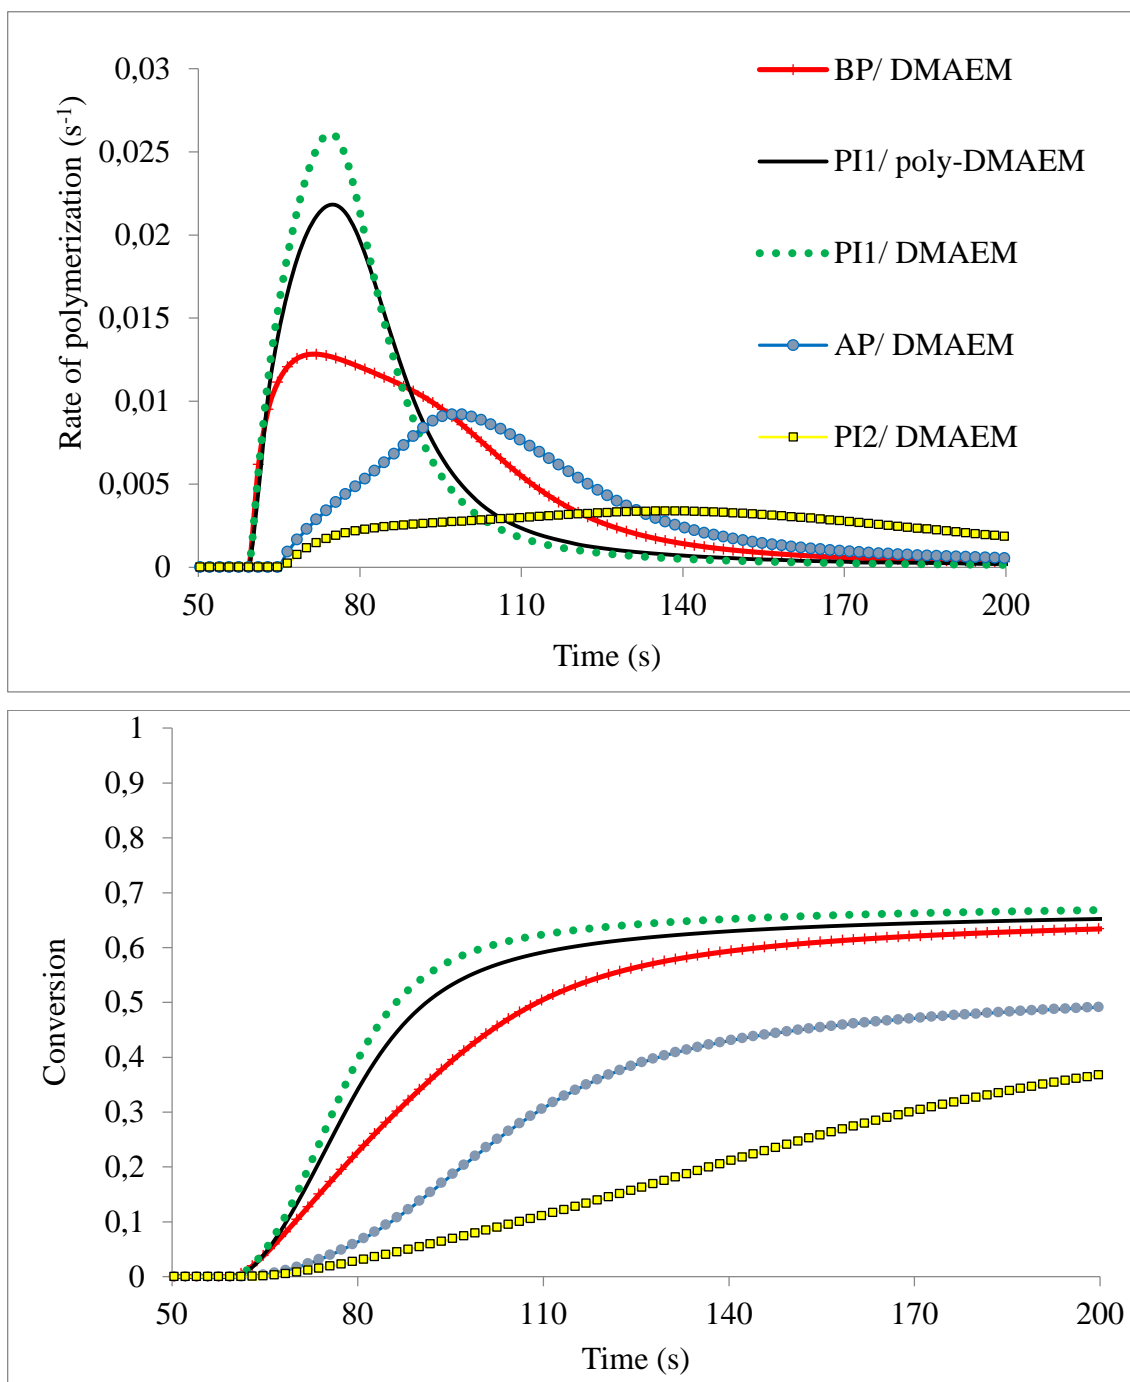 0,03
0,025
0,02
0,015
0,01
0,005
0
Rate of polymerization (s-1)
50 80 110 140 170 200
Time (s)
BP/ DMAEM
PI1/ poly-DMAEM
PI1/ DMAEM
AP/ DMAEM
PI2/ DMAEM
1
0,9
0,8
0,7
0,6
0,5
0,4
0,3
0,2
0,1
0
Conversion
50 80 110 140 170 200
Time (s)